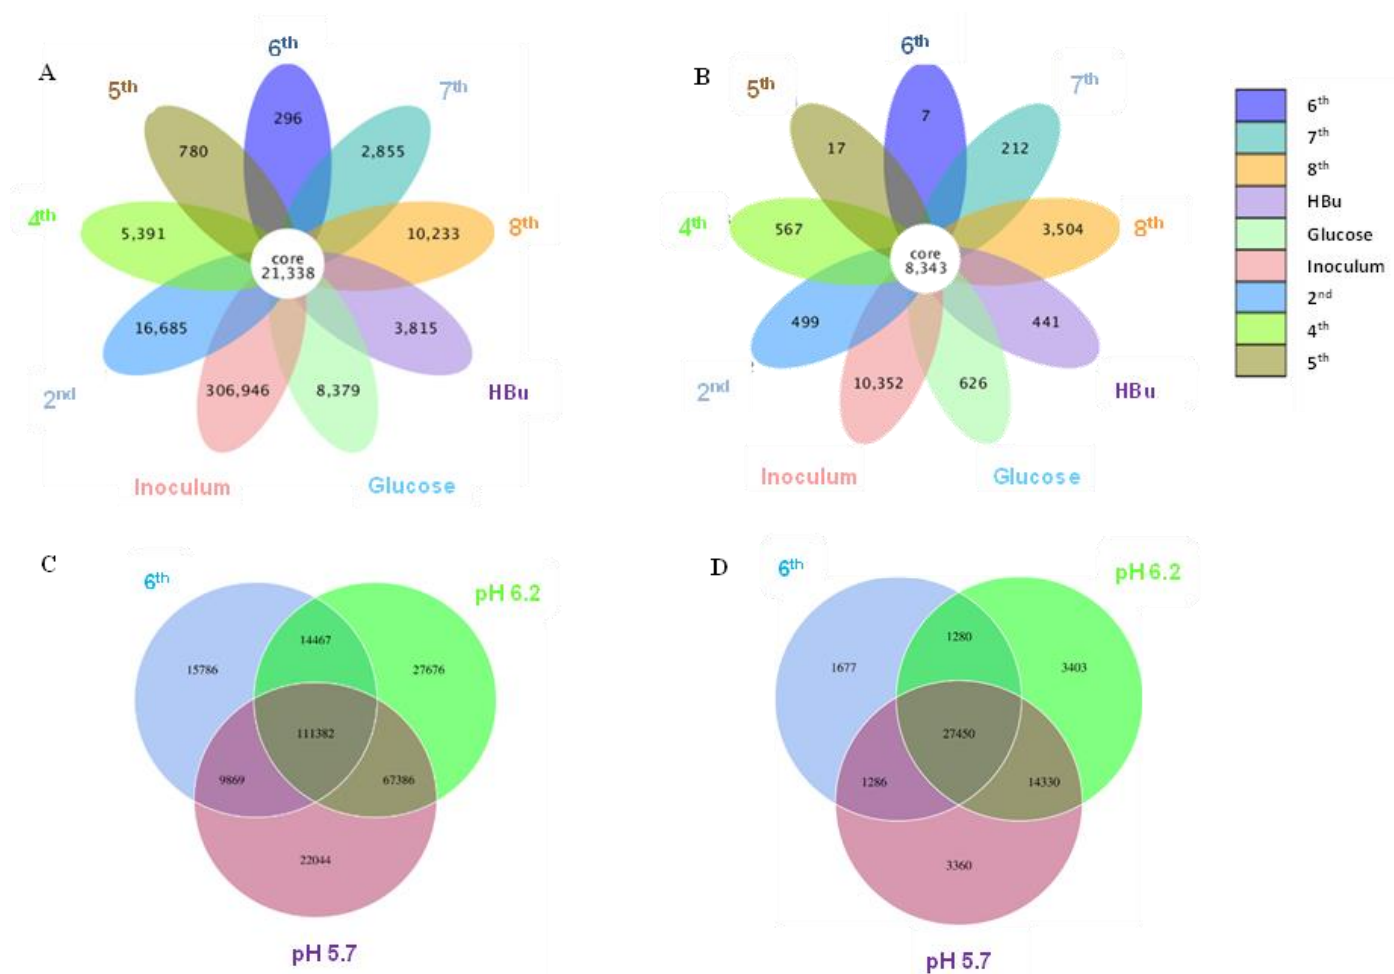 A
6th
5th
7th
296
780
2,855
4th
5,391
10,233
8th
core
21,338
16,685
3,815
2nd
306,946
8,379
HBu
Inoculum
Glucose
B
6th
5th
7th
7
17
212
4th
567
3,504
8th
core
8,343
499
441
2nd
10,352
626
HBu
Inoculum
Glucose
6th
7th
8th
HBu
Glucose
Inoculum
2nd
4th
5th
C
6th
pH 6.2
14467
15786
27676
111382
9869
67386
22044
pH 5.7
D
6th
pH 6.2
1280
1677
3403
27450
1286
14330
3360
pH 5.7